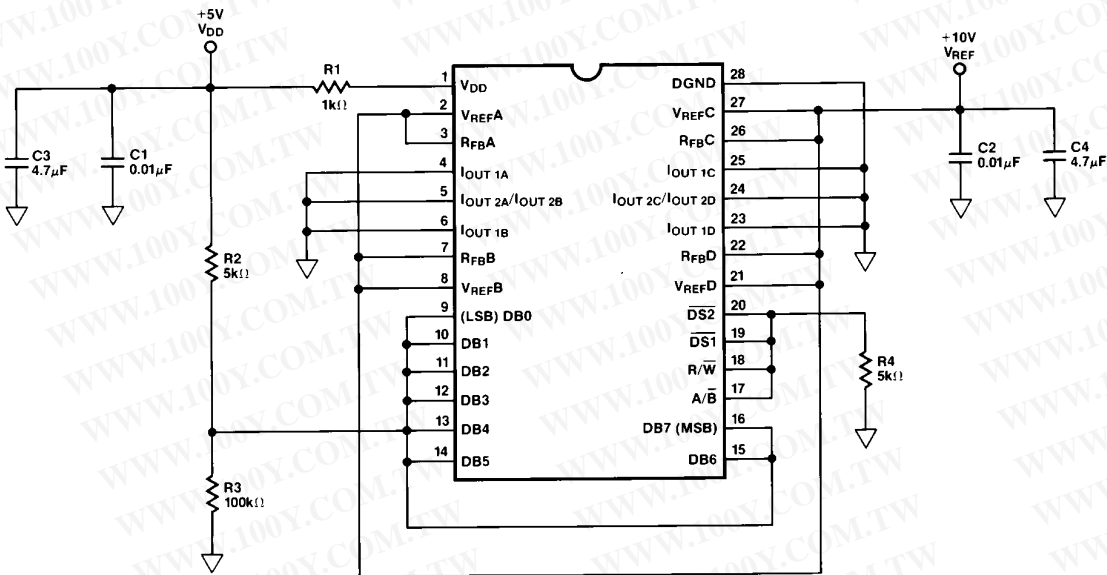 +5V
VDD
R1
1kΩ
C3
4.7μF
C1
0.01μF
R2
5kΩ
R3
100kΩ
1 VDD
2 VREFA
3 RFBA
4 IOUT 1A
5 IOUT 2A/IOUT 2B
6 IOUT 1B
7 RFBB
8 VREFB
9 (LSB) DB0
10 DB1
11 DB2
12 DB3
13 DB4
14 DB5
DGND 28
VREFC 27
RFBC 26
IOUT 1C 25
IOUT 2C/IOUT 2D 24
IOUT 1D 23
RFBD 22
VREFD 21
D̅S̅2̅ 20
D̅S̅1̅ 19
R/W̅ 18
A/B̅ 17
DB7 (MSB) 16
DB6 15
+10V
VREF
C2
0.01μF
C4
4.7μF
R4
5kΩ
WWW.100Y.COM.TW